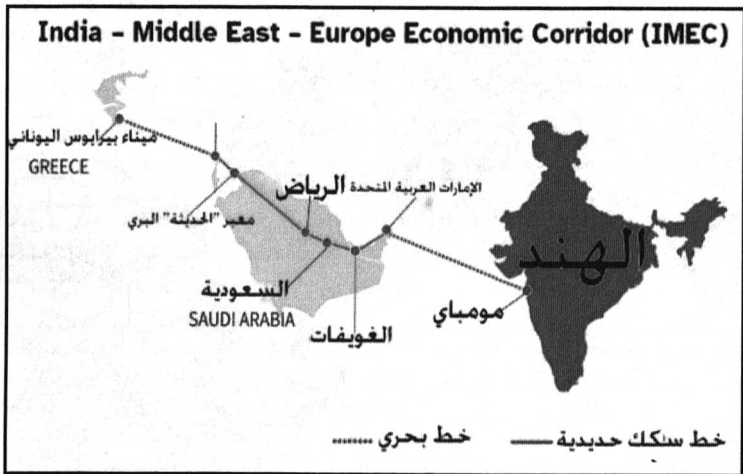 India – Middle East – Europe Economic Corridor (IMEC)
ميناء بيرايوس اليوناني
GREECE
معبر "الحديثة" البري
الرياض
الإمارات العربية المتحدة
السعودية
SAUDI ARABIA
الغويفات
الهند
مومباي
خط سكك حديدية —— خط بحري ........